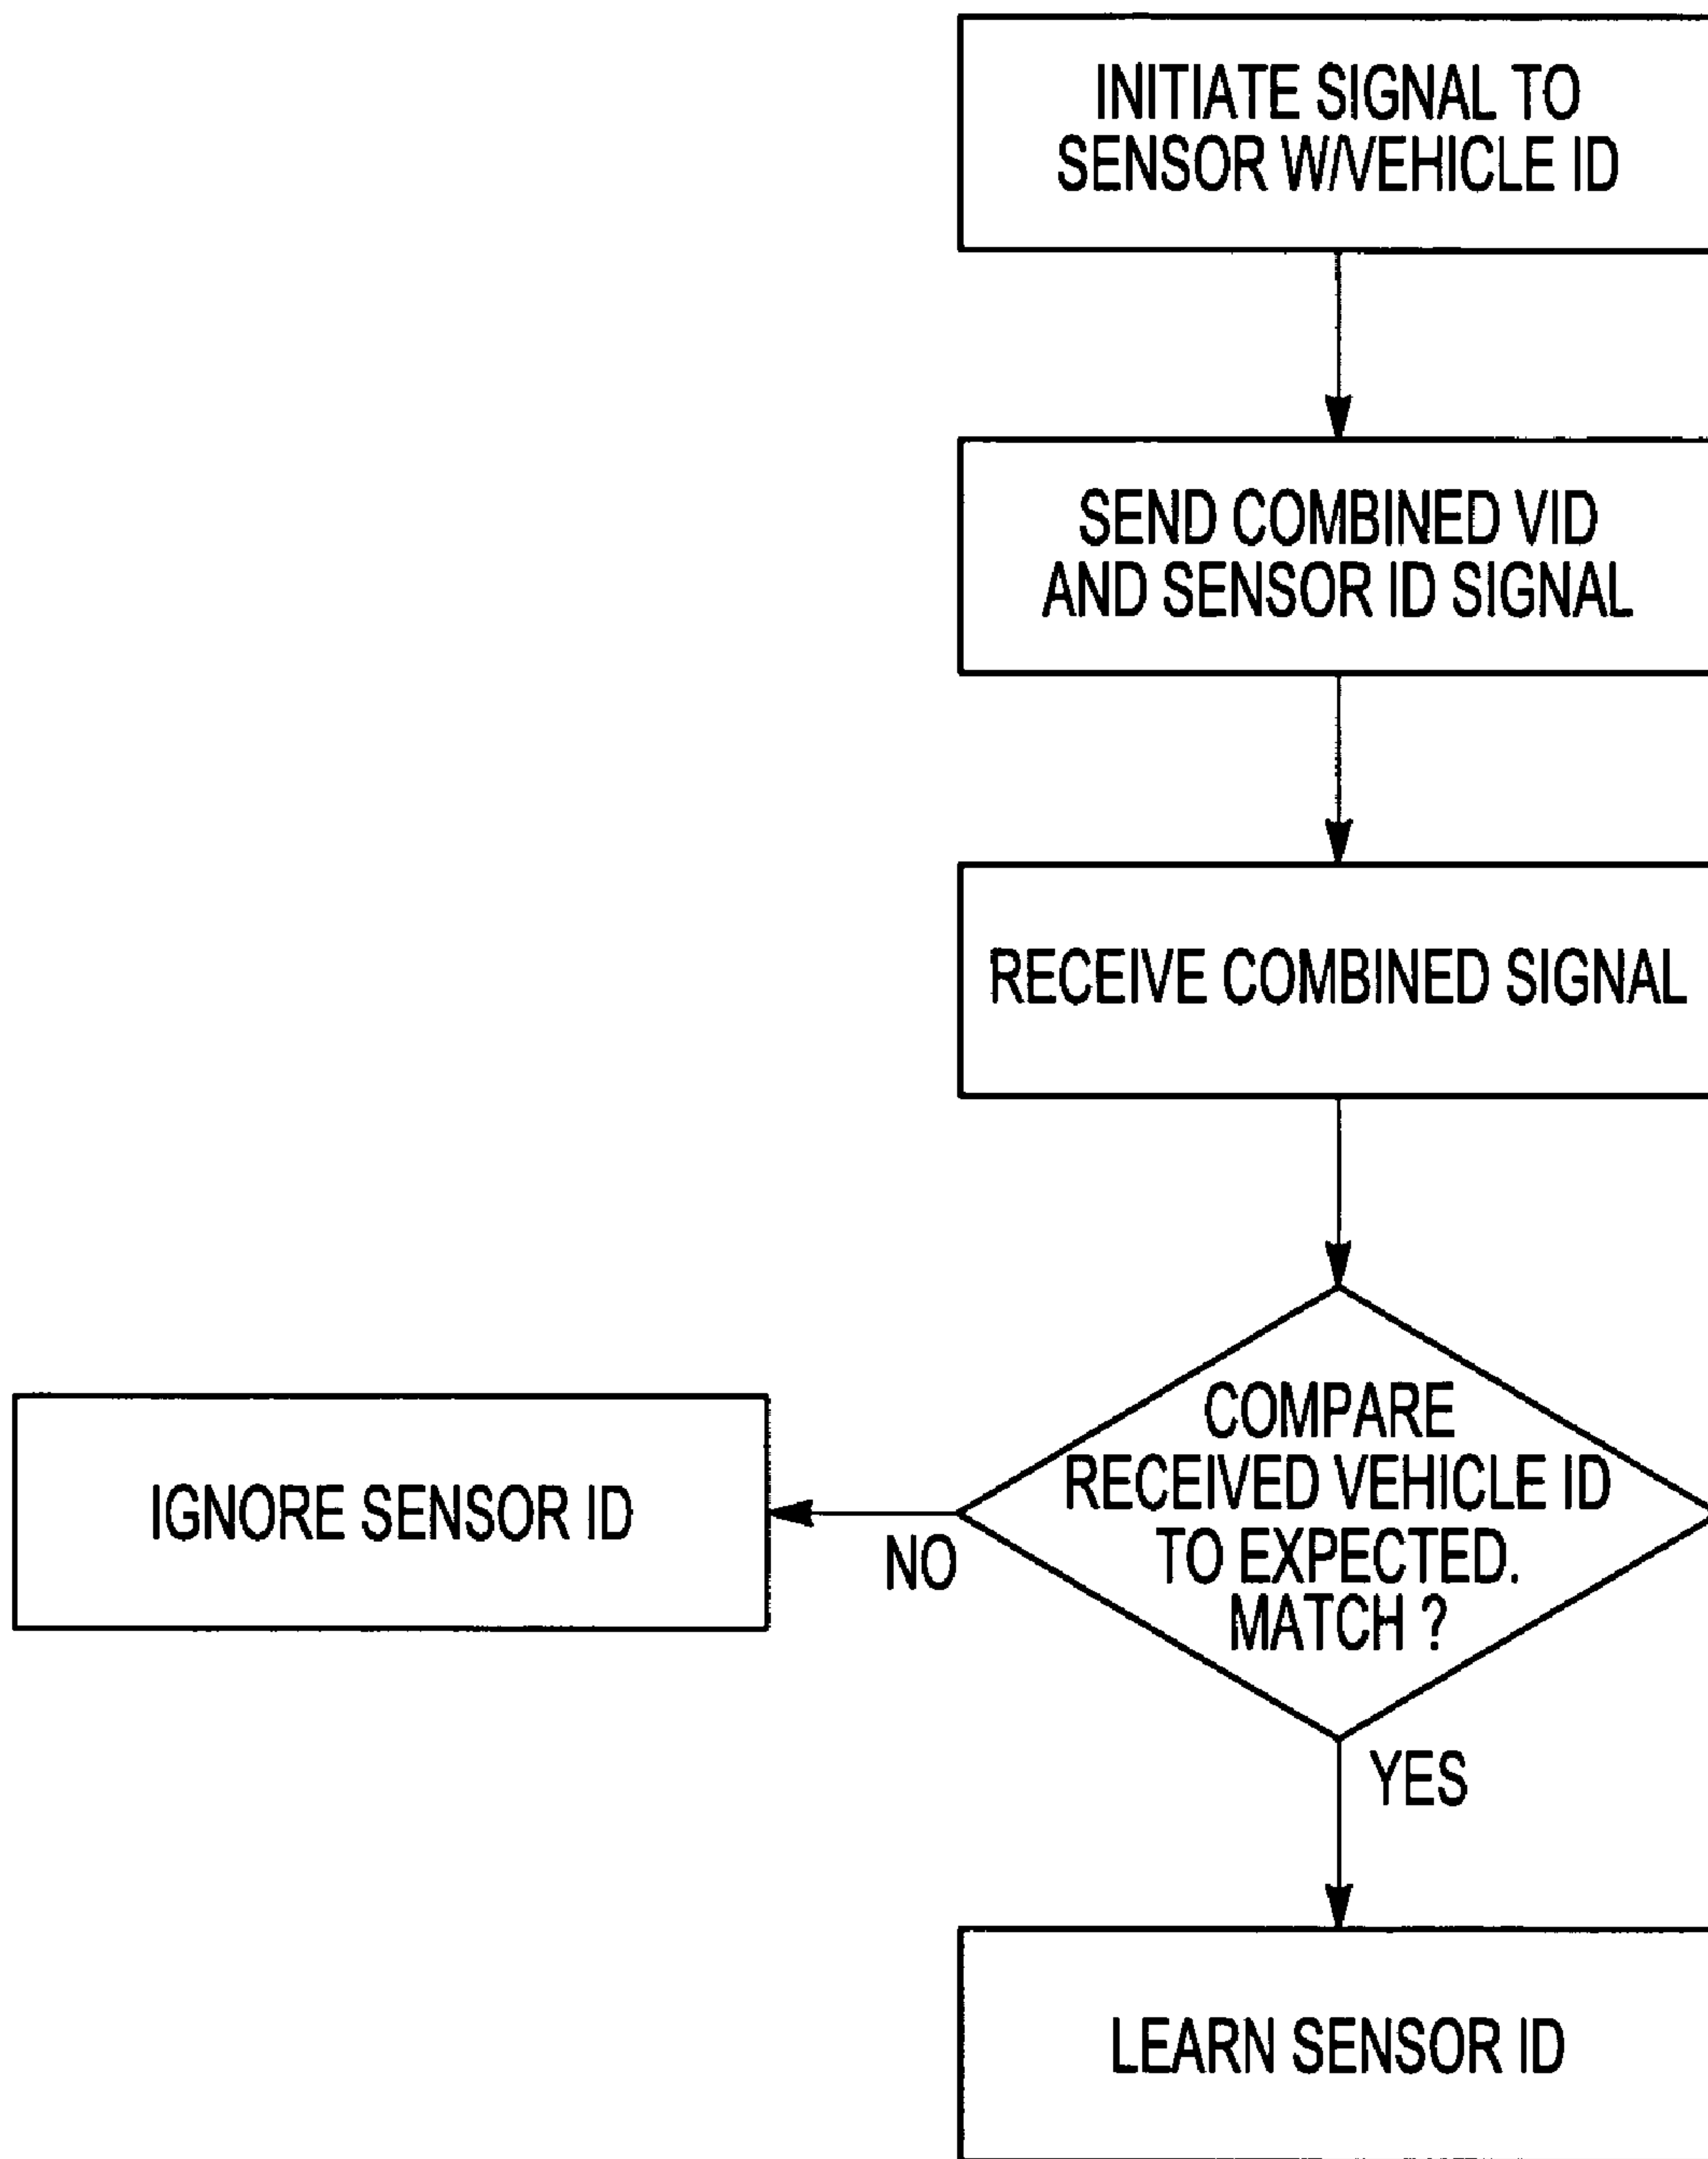 INITIATE SIGNAL TO
SENSOR W/VEHICLE ID
SEND COMBINED VID
AND SENSOR ID SIGNAL
RECEIVE COMBINED SIGNAL
COMPARE
RECEIVED VEHICLE ID
TO EXPECTED.
MATCH ?
IGNORE SENSOR ID
NO
YES
LEARN SENSOR ID